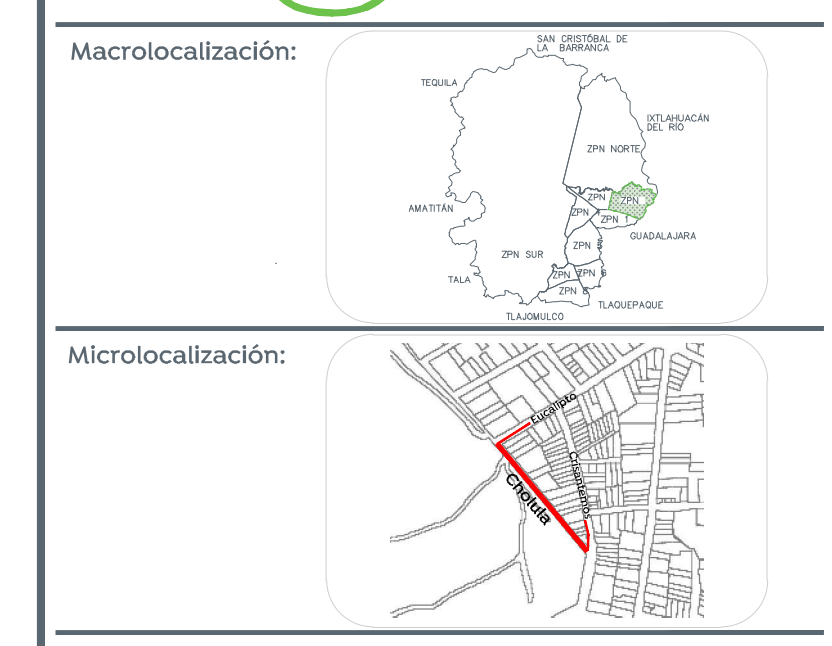 Macrolocalización:
SAN CRISTÓBAL DE
LA BARRANCA
TEQUILA
IXTLAHUACÁN
DEL RÍO
ZPN NORTE
ZPN
ZPN
AMATITÁN
ZPN
ZPN 1
GUADALAJARA
ZPN
ZPN SUR
ZPN
ZPN 6
TALA
ZPN
TLAQUEPAQUE
TLAJOMULCO
Microlocalización:
Eucalipto
Crisantemos
Cholula